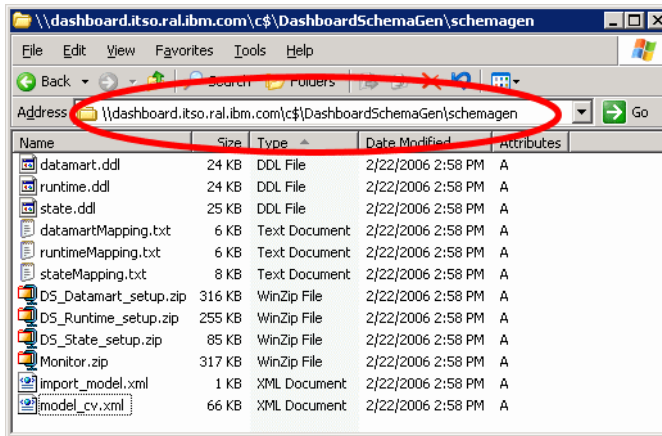 \\dashboard.itso.ral.ibm.com\c$\DashboardSchemaGen\schemagen
File Edit View Favorites Tools Help
Back Search Folders
Address \\dashboard.itso.ral.ibm.com\c$\DashboardSchemaGen\schemagen Go
Name Size Type Date Modified Attributes
datamart.ddl 24 KB DDL File 2/22/2006 2:58 PM A
runtime.ddl 24 KB DDL File 2/22/2006 2:58 PM A
state.ddl 25 KB DDL File 2/22/2006 2:58 PM A
datamartMapping.txt 6 KB Text Document 2/22/2006 2:58 PM A
runtimeMapping.txt 6 KB Text Document 2/22/2006 2:58 PM A
stateMapping.txt 8 KB Text Document 2/22/2006 2:58 PM A
DS_Datamart_setup.zip 316 KB WinZip File 2/22/2006 2:58 PM A
DS_Runtime_setup.zip 255 KB WinZip File 2/22/2006 2:58 PM A
DS_State_setup.zip 85 KB WinZip File 2/22/2006 2:58 PM A
Monitor.zip 317 KB WinZip File 2/22/2006 2:58 PM A
import_model.xml 1 KB XML Document 2/22/2006 2:58 PM A
model_cv.xml 66 KB XML Document 2/22/2006 2:58 PM A